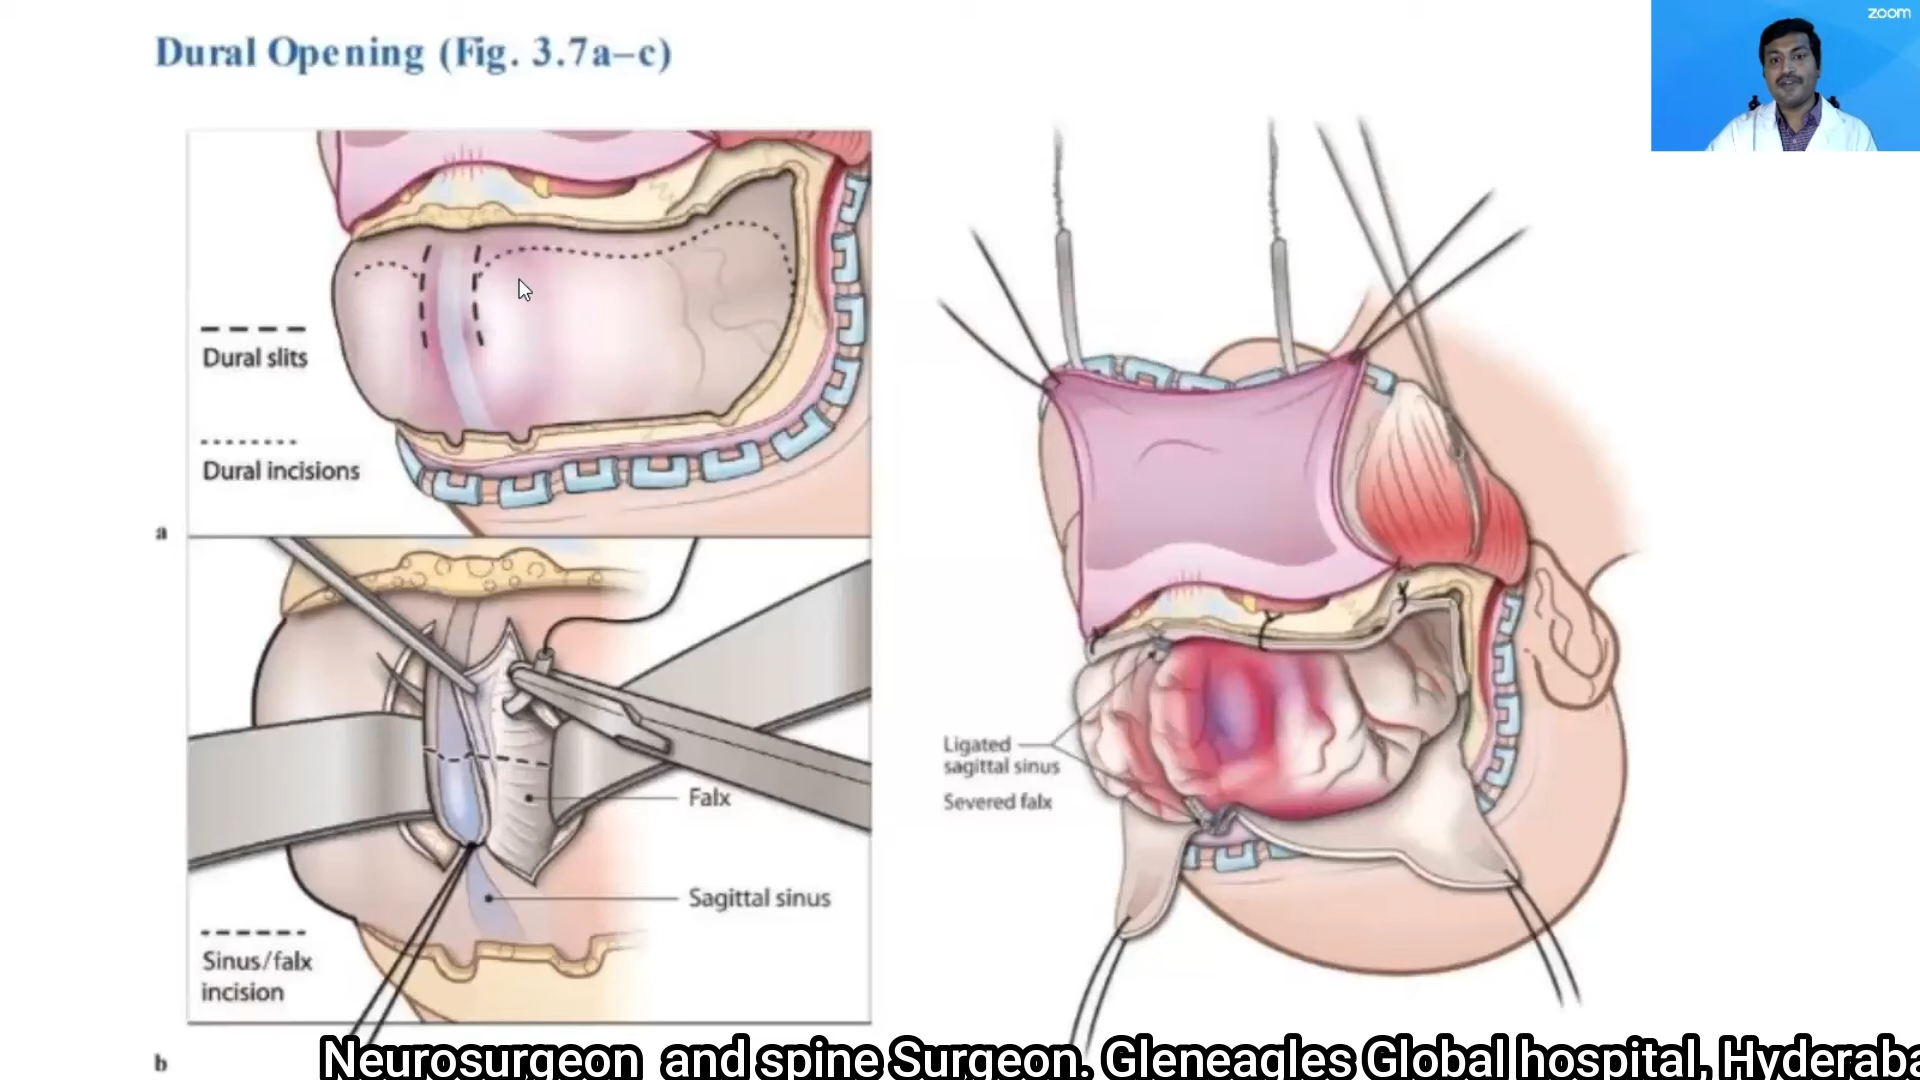 Dural Opening (Fig. 3.7a–c)
zoom
Dural slits
Dural incisions
a
Falx
Sagittal sinus
Sinus/falx
incision
b
Ligated
sagittal sinus
Severed falx
Neurosurgeon and spine Surgeon. Gleneagles Global hospital, Hyderaba